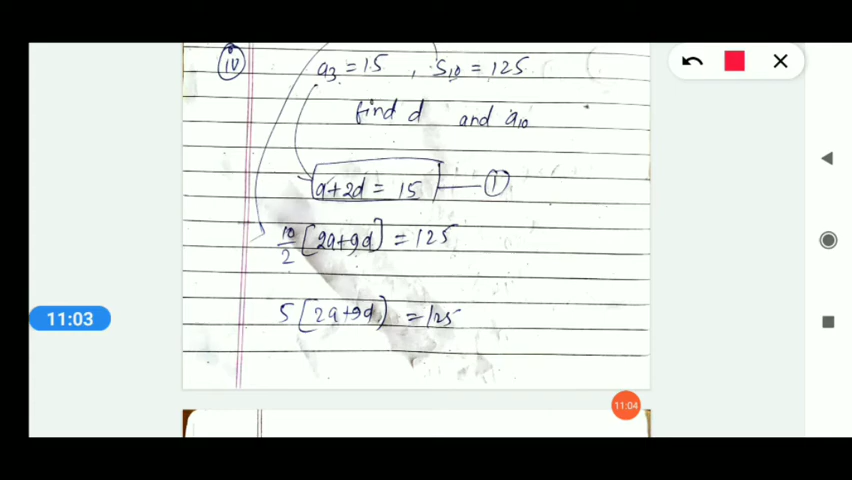 (iv) a3 = 15 , S10 = 125
find d and a10
a+2d = 15 — (1)
10/2 [2a+9d] = 125
11:03
5 [2a+9d] = 125
11:04